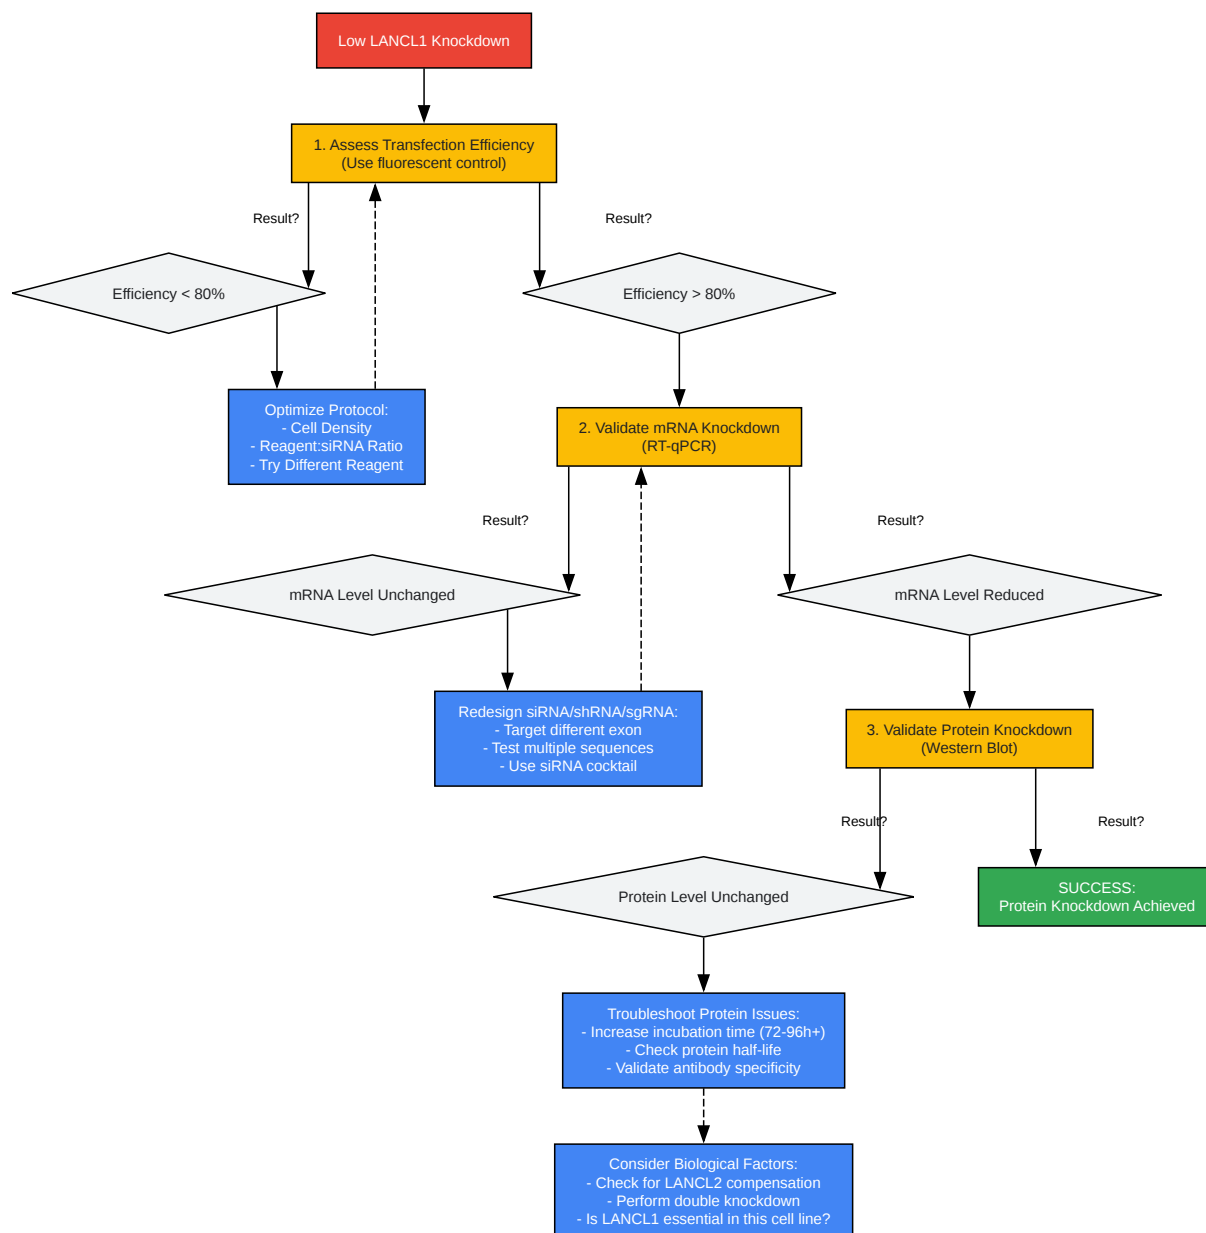 Low LANCL1 Knockdown
1. Assess Transfection Efficiency
(Use fluorescent control)
Result?
Result?
Efficiency < 80%
Efficiency > 80%
Optimize Protocol:
- Cell Density
- Reagent:siRNA Ratio
- Try Different Reagent
2. Validate mRNA Knockdown
(RT-qPCR)
Result?
Result?
mRNA Level Unchanged
mRNA Level Reduced
Redesign siRNA/shRNA/sgRNA:
- Target different exon
- Test multiple sequences
- Use siRNA cocktail
3. Validate Protein Knockdown
(Western Blot)
Result?
Result?
Protein Level Unchanged
SUCCESS:
Protein Knockdown Achieved
Troubleshoot Protein Issues:
- Increase incubation time (72-96h+)
- Check protein half-life
- Validate antibody specificity
Consider Biological Factors:
- Check for LANCL2 compensation
- Perform double knockdown
- Is LANCL1 essential in this cell line?